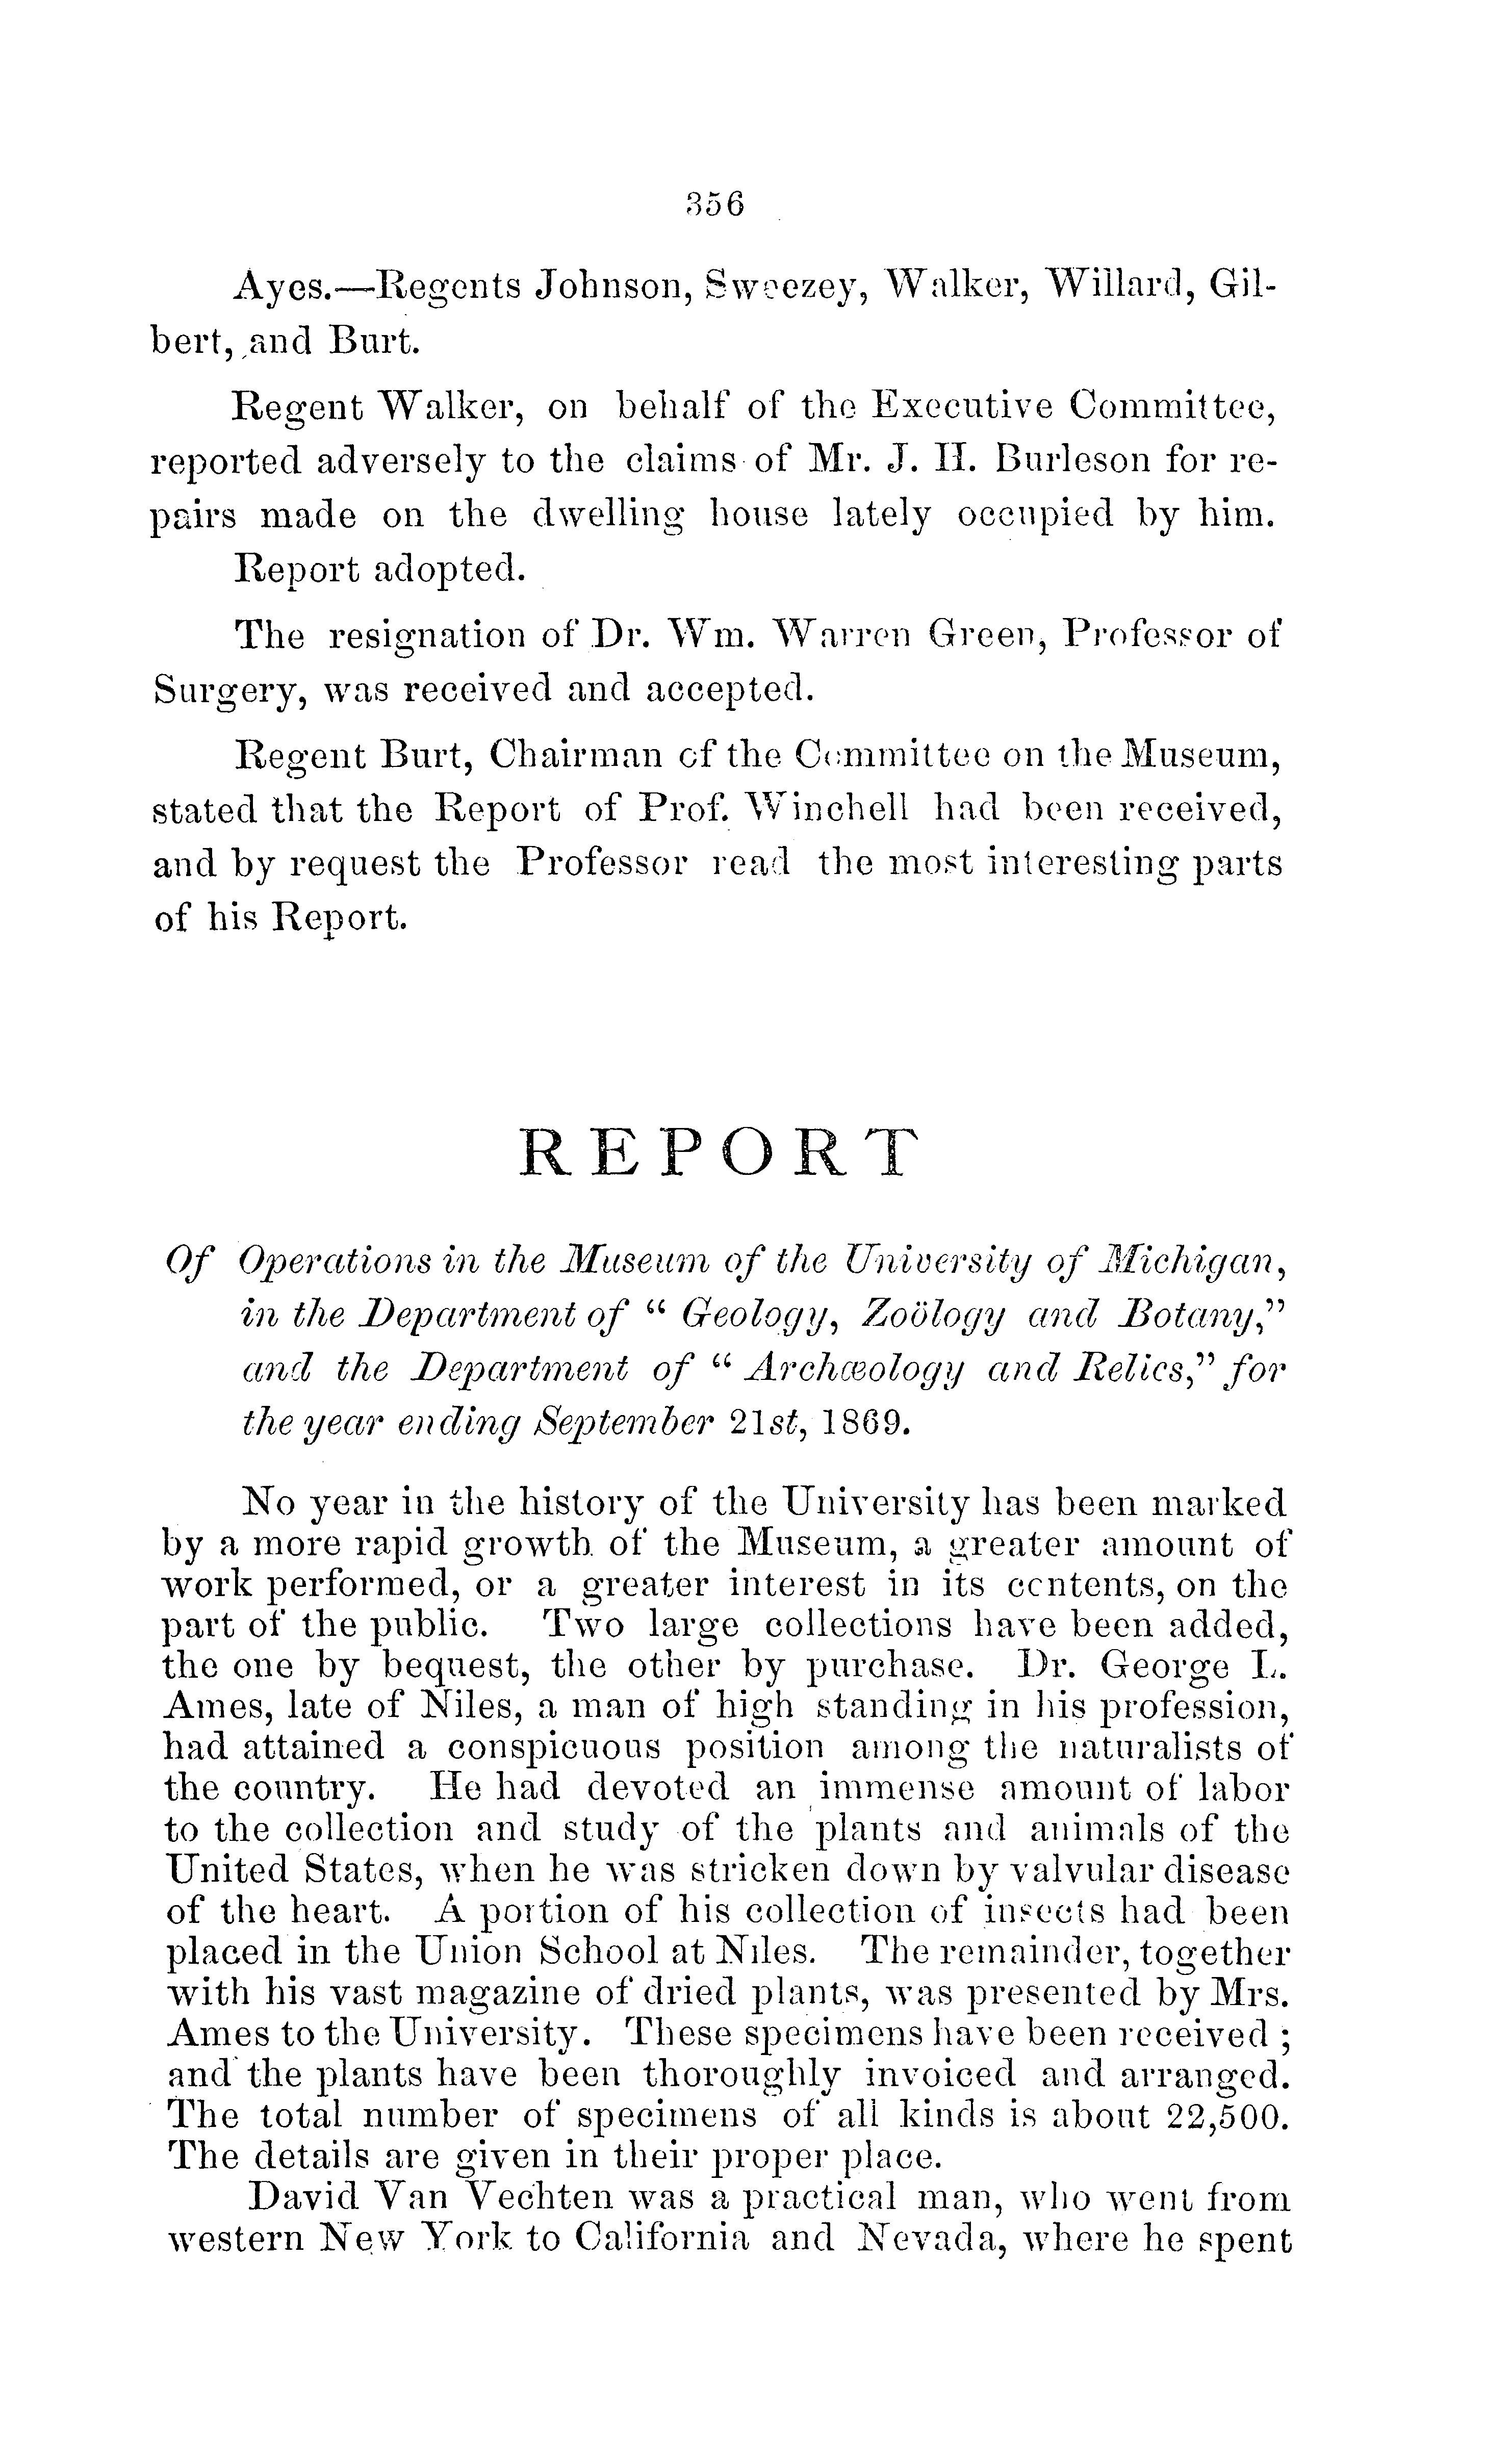 356
Ayes.—Regents Johnson, Sweezey, Walker, Willard, Gil-
bert, and Burt.
Regent Walker, on behalf of the Executive Committee,
reported adversely to the claims of Mr. J. H. Burleson for re-
pairs made on the dwelling house lately occupied by him.
Report adopted.
The resignation of Dr. Wm. Warren Green, Professor of
Surgery, was received and accepted.
Regent Burt, Chairman of the Committee on the Museum,
stated that the Report of Prof. Winchell had been received,
and by request the Professor read the most interesting parts
of his Report.
REPORT
Of Operations in the Museum of the University of Michigan,
in the Department of “ Geology, Zoölogy and Botany,”
and the Department of “ Archæology and Relics,” for
the year ending September 21st, 1869.
No year in the history of the University has been marked
by a more rapid growth of the Museum, a greater amount of
work performed, or a greater interest in its contents, on the
part of the public. Two large collections have been added,
the one by bequest, the other by purchase. Dr. George L.
Ames, late of Niles, a man of high standing in his profession,
had attained a conspicuous position among the naturalists of
the country. He had devoted an immense amount of labor
to the collection and study of the plants and animals of the
United States, when he was stricken down by valvular disease
of the heart. A portion of his collection of insects had been
placed in the Union School at Niles. The remainder, together
with his vast magazine of dried plants, was presented by Mrs.
Ames to the University. These specimens have been received ;
and the plants have been thoroughly invoiced and arranged.
The total number of specimens of all kinds is about 22,500.
The details are given in their proper place.
David Van Vechten was a practical man, who went from
western New York to California and Nevada, where he spent